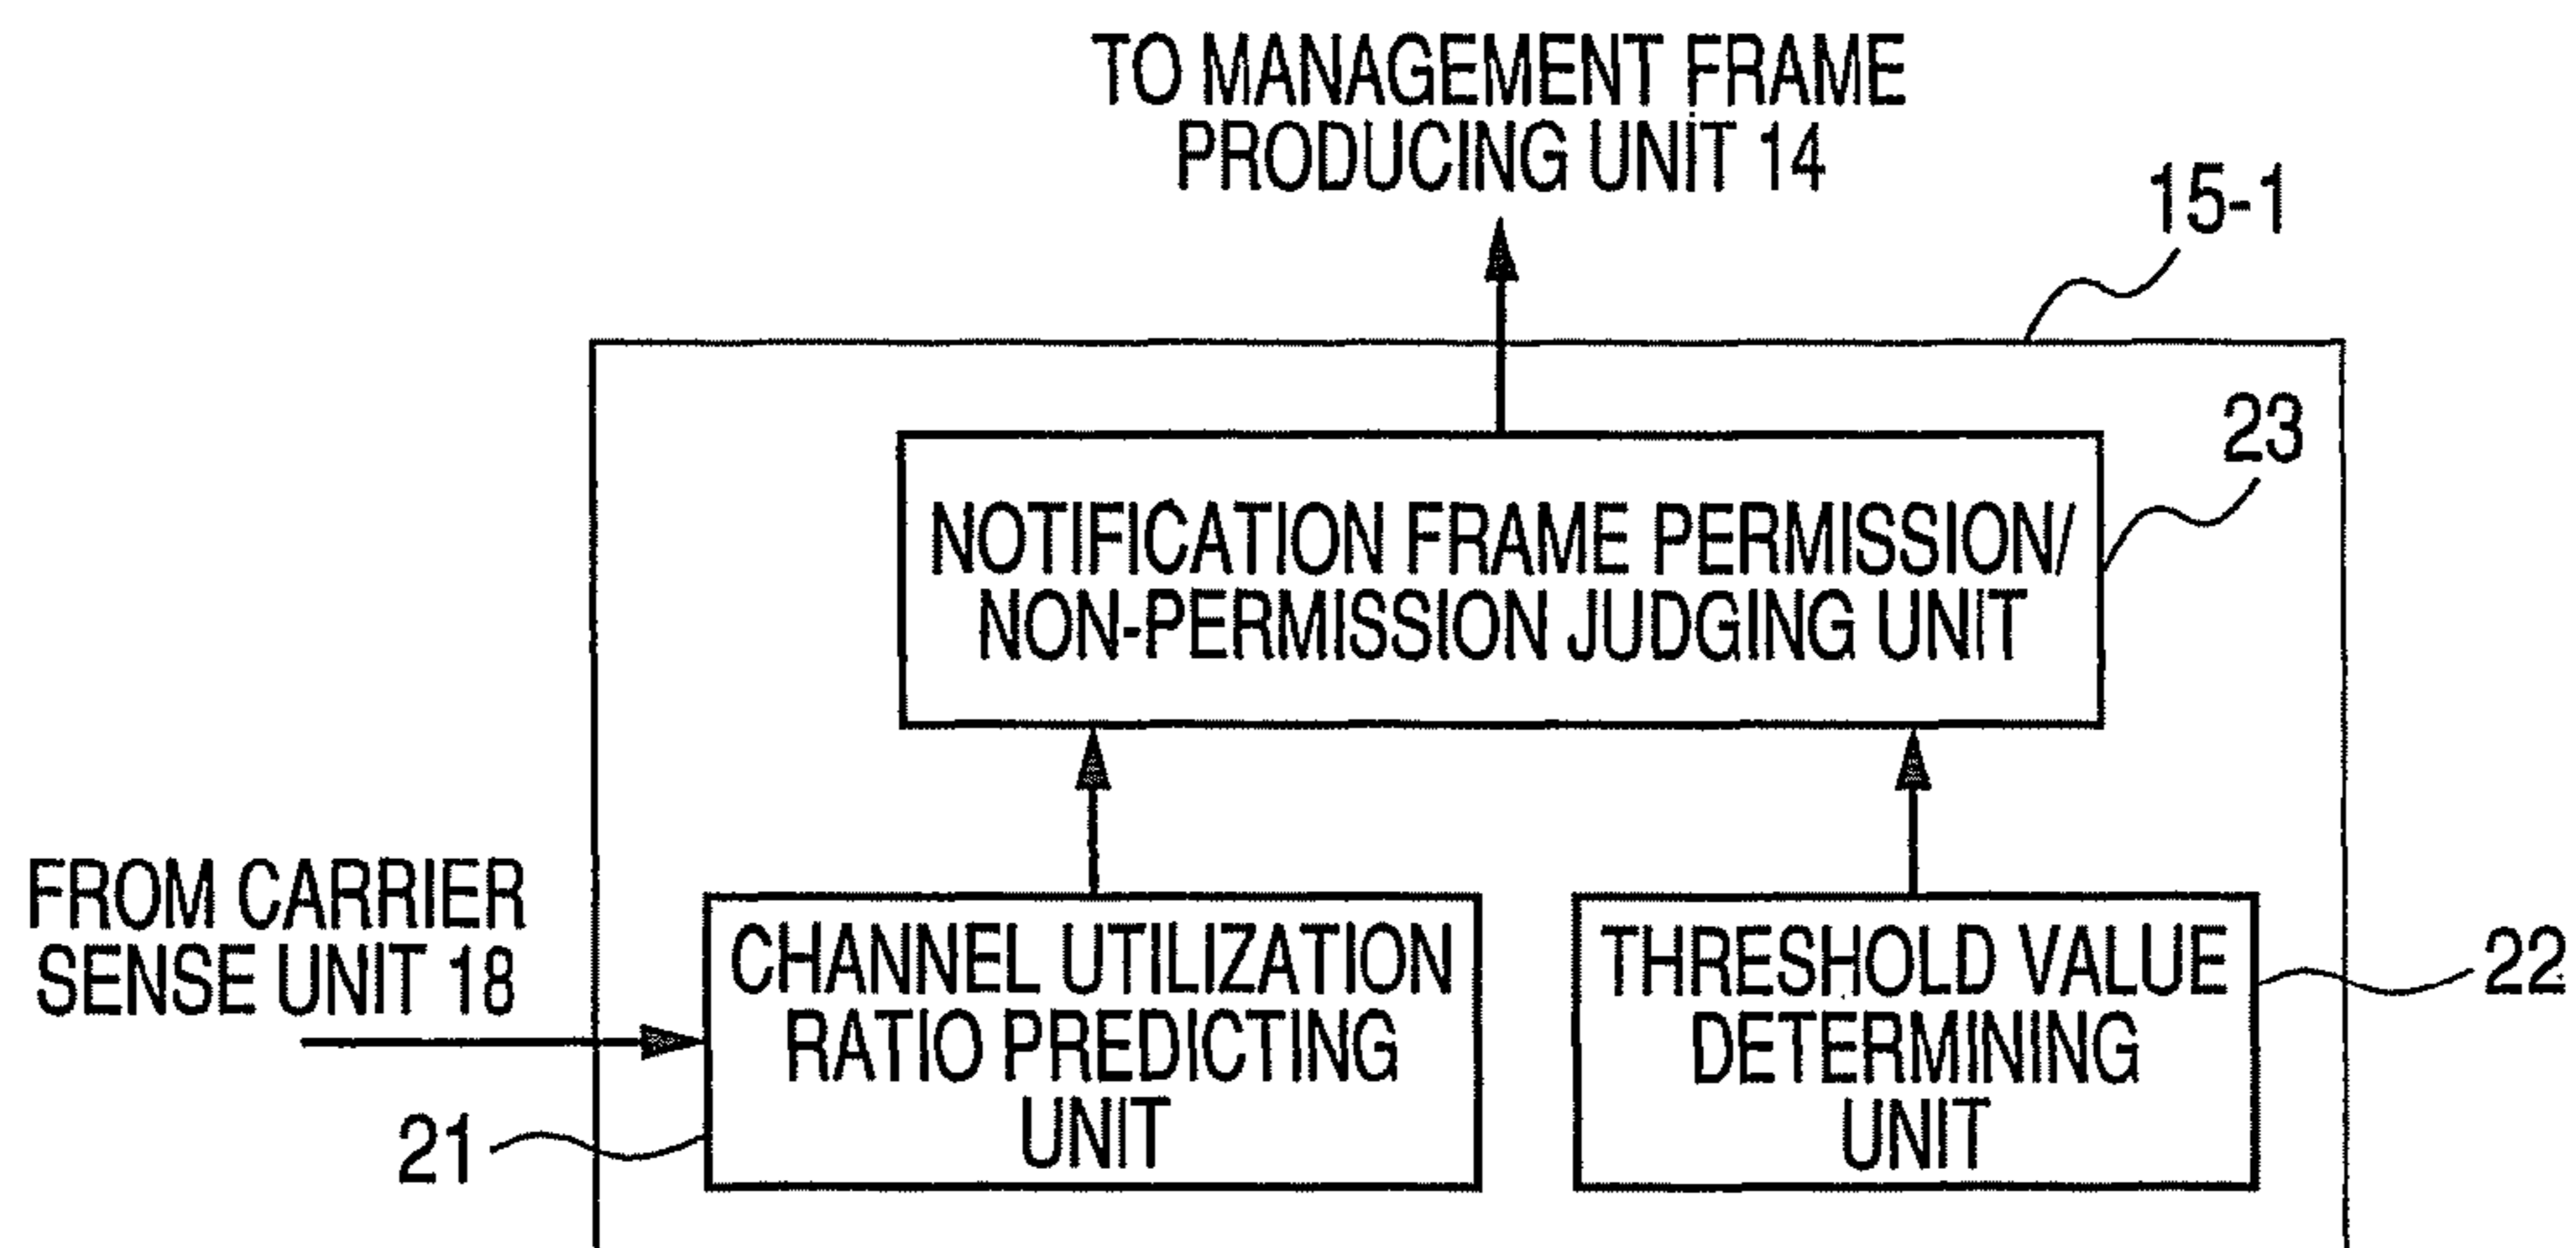 TO MANAGEMENT FRAME
PRODUCING UNIT 14
15-1
23
NOTIFICATION FRAME PERMISSION/
NON-PERMISSION JUDGING UNIT
FROM CARRIER
SENSE UNIT 18
CHANNEL UTILIZATION
RATIO PREDICTING
UNIT
21
THRESHOLD VALUE
DETERMINING
UNIT
22